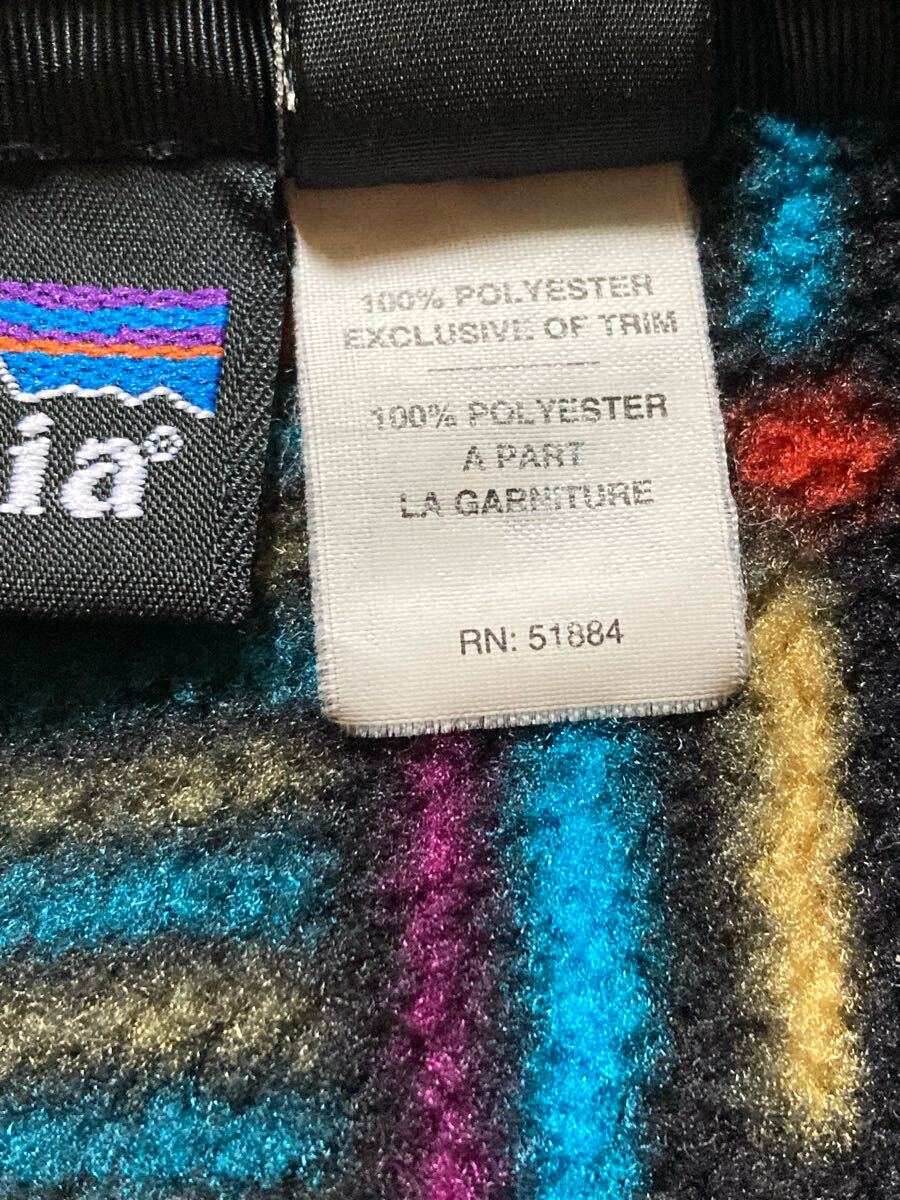 ia®
100% POLYESTER
EXCLUSIVE OF TRIM
100% POLYESTER
A PART
LA GARNITURE
RN: 51884